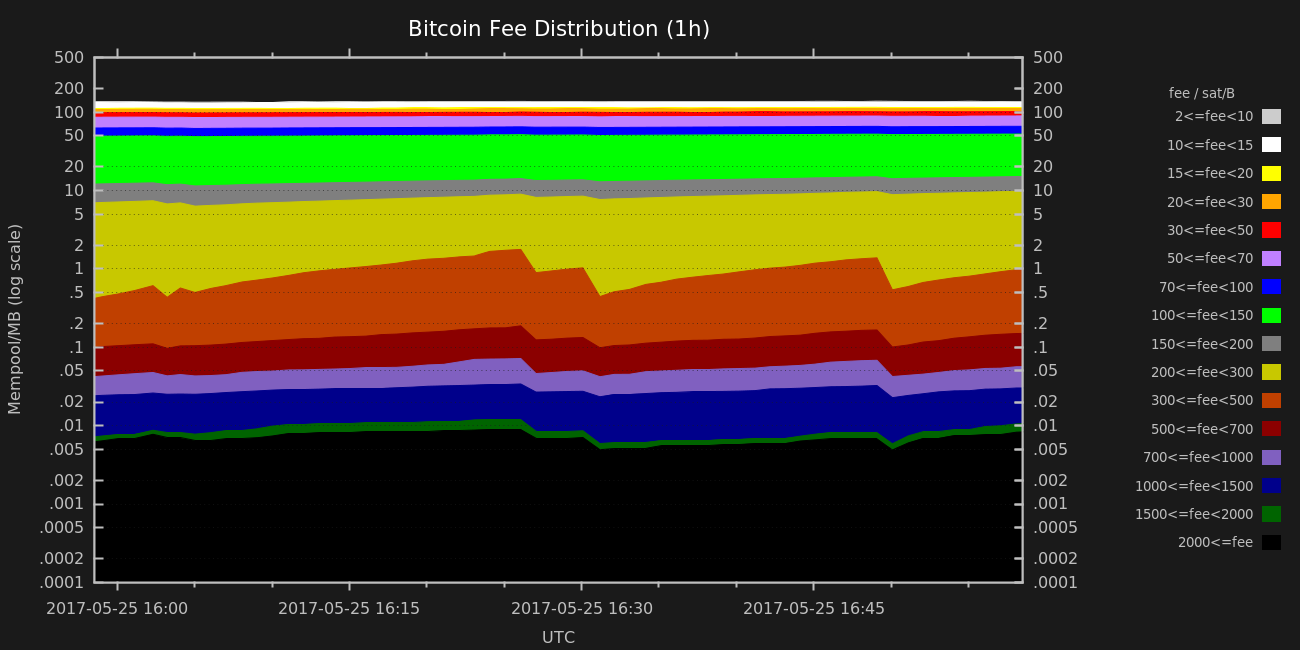 Bitcoin Fee Distribution (1h)
Mempool/MB (log scale)
500
200
100
50
20
10
5
2
1
.5
.2
.1
.05
.02
.01
.005
.002
.001
.0005
.0002
.0001
500
200
100
50
20
10
5
2
1
.5
.2
.1
.05
.02
.01
.005
.002
.001
.0005
.0002
.0001
2017-05-25 16:00
2017-05-25 16:15
2017-05-25 16:30
2017-05-25 16:45
UTC
fee / sat/B
2<=fee<10
10<=fee<15
15<=fee<20
20<=fee<30
30<=fee<50
50<=fee<70
70<=fee<100
100<=fee<150
150<=fee<200
200<=fee<300
300<=fee<500
500<=fee<700
700<=fee<1000
1000<=fee<1500
1500<=fee<2000
2000<=fee